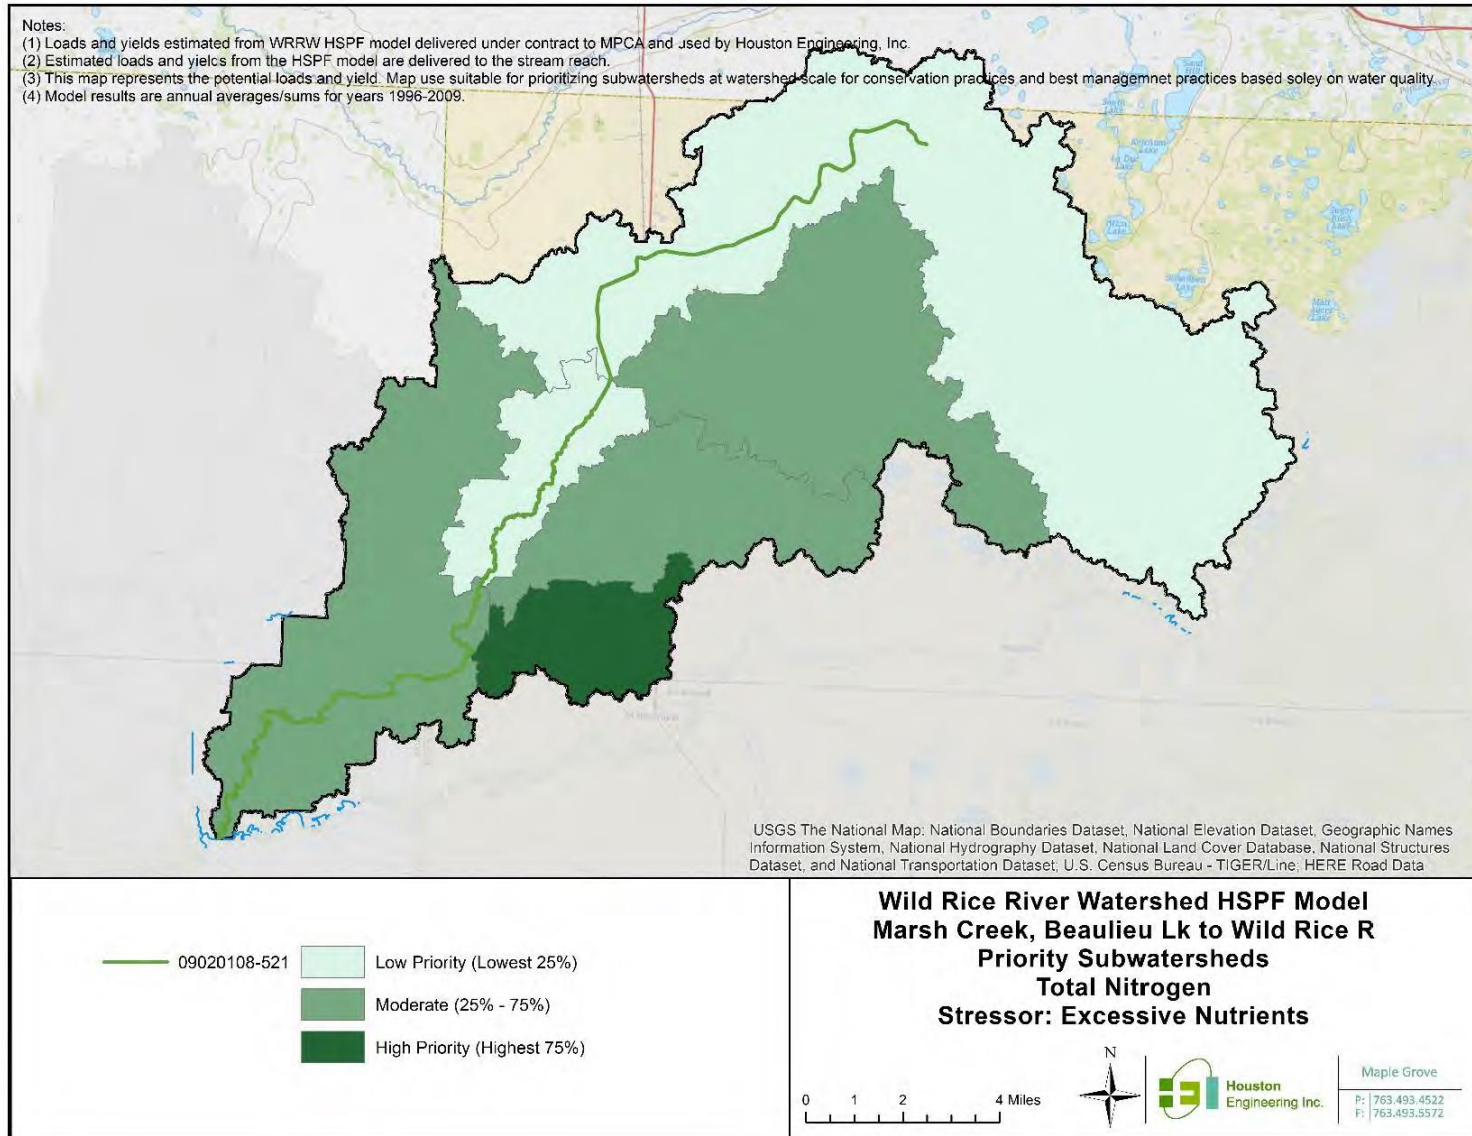 Notes:
(1) Loads and yields estimated from WRRW HSPF model delivered under contract to MPCA and used by Houston Engineering, Inc.
(2) Estimated loads and yields from the HSPF model are delivered to the stream reach.
(3) This map represents the potential loads and yield. Map use suitable for prioritizing subwatersheds at watershed scale for conservation practices and best managemnet practices based soley on water quality
(4) Model results are annual averages/sums for years 1996-2009.
USGS The National Map: National Boundaries Dataset, National Elevation Dataset, Geographic Names
Information System, National Hydrography Dataset, National Land Cover Database, National Structures
Dataset, and National Transportation Dataset; U.S. Census Bureau - TIGER/Line; HERE Road Data
09020108-521
Low Priority (Lowest 25%)
Moderate (25% - 75%)
High Priority (Highest 75%)
Wild Rice River Watershed HSPF Model
Marsh Creek, Beaulieu Lk to Wild Rice R
Priority Subwatersheds
Total Nitrogen
Stressor: Excessive Nutrients
0 1 2 4 Miles
N
Houston
Engineering Inc.
Maple Grove
P: 763.493.4522
F: 763.493.5572